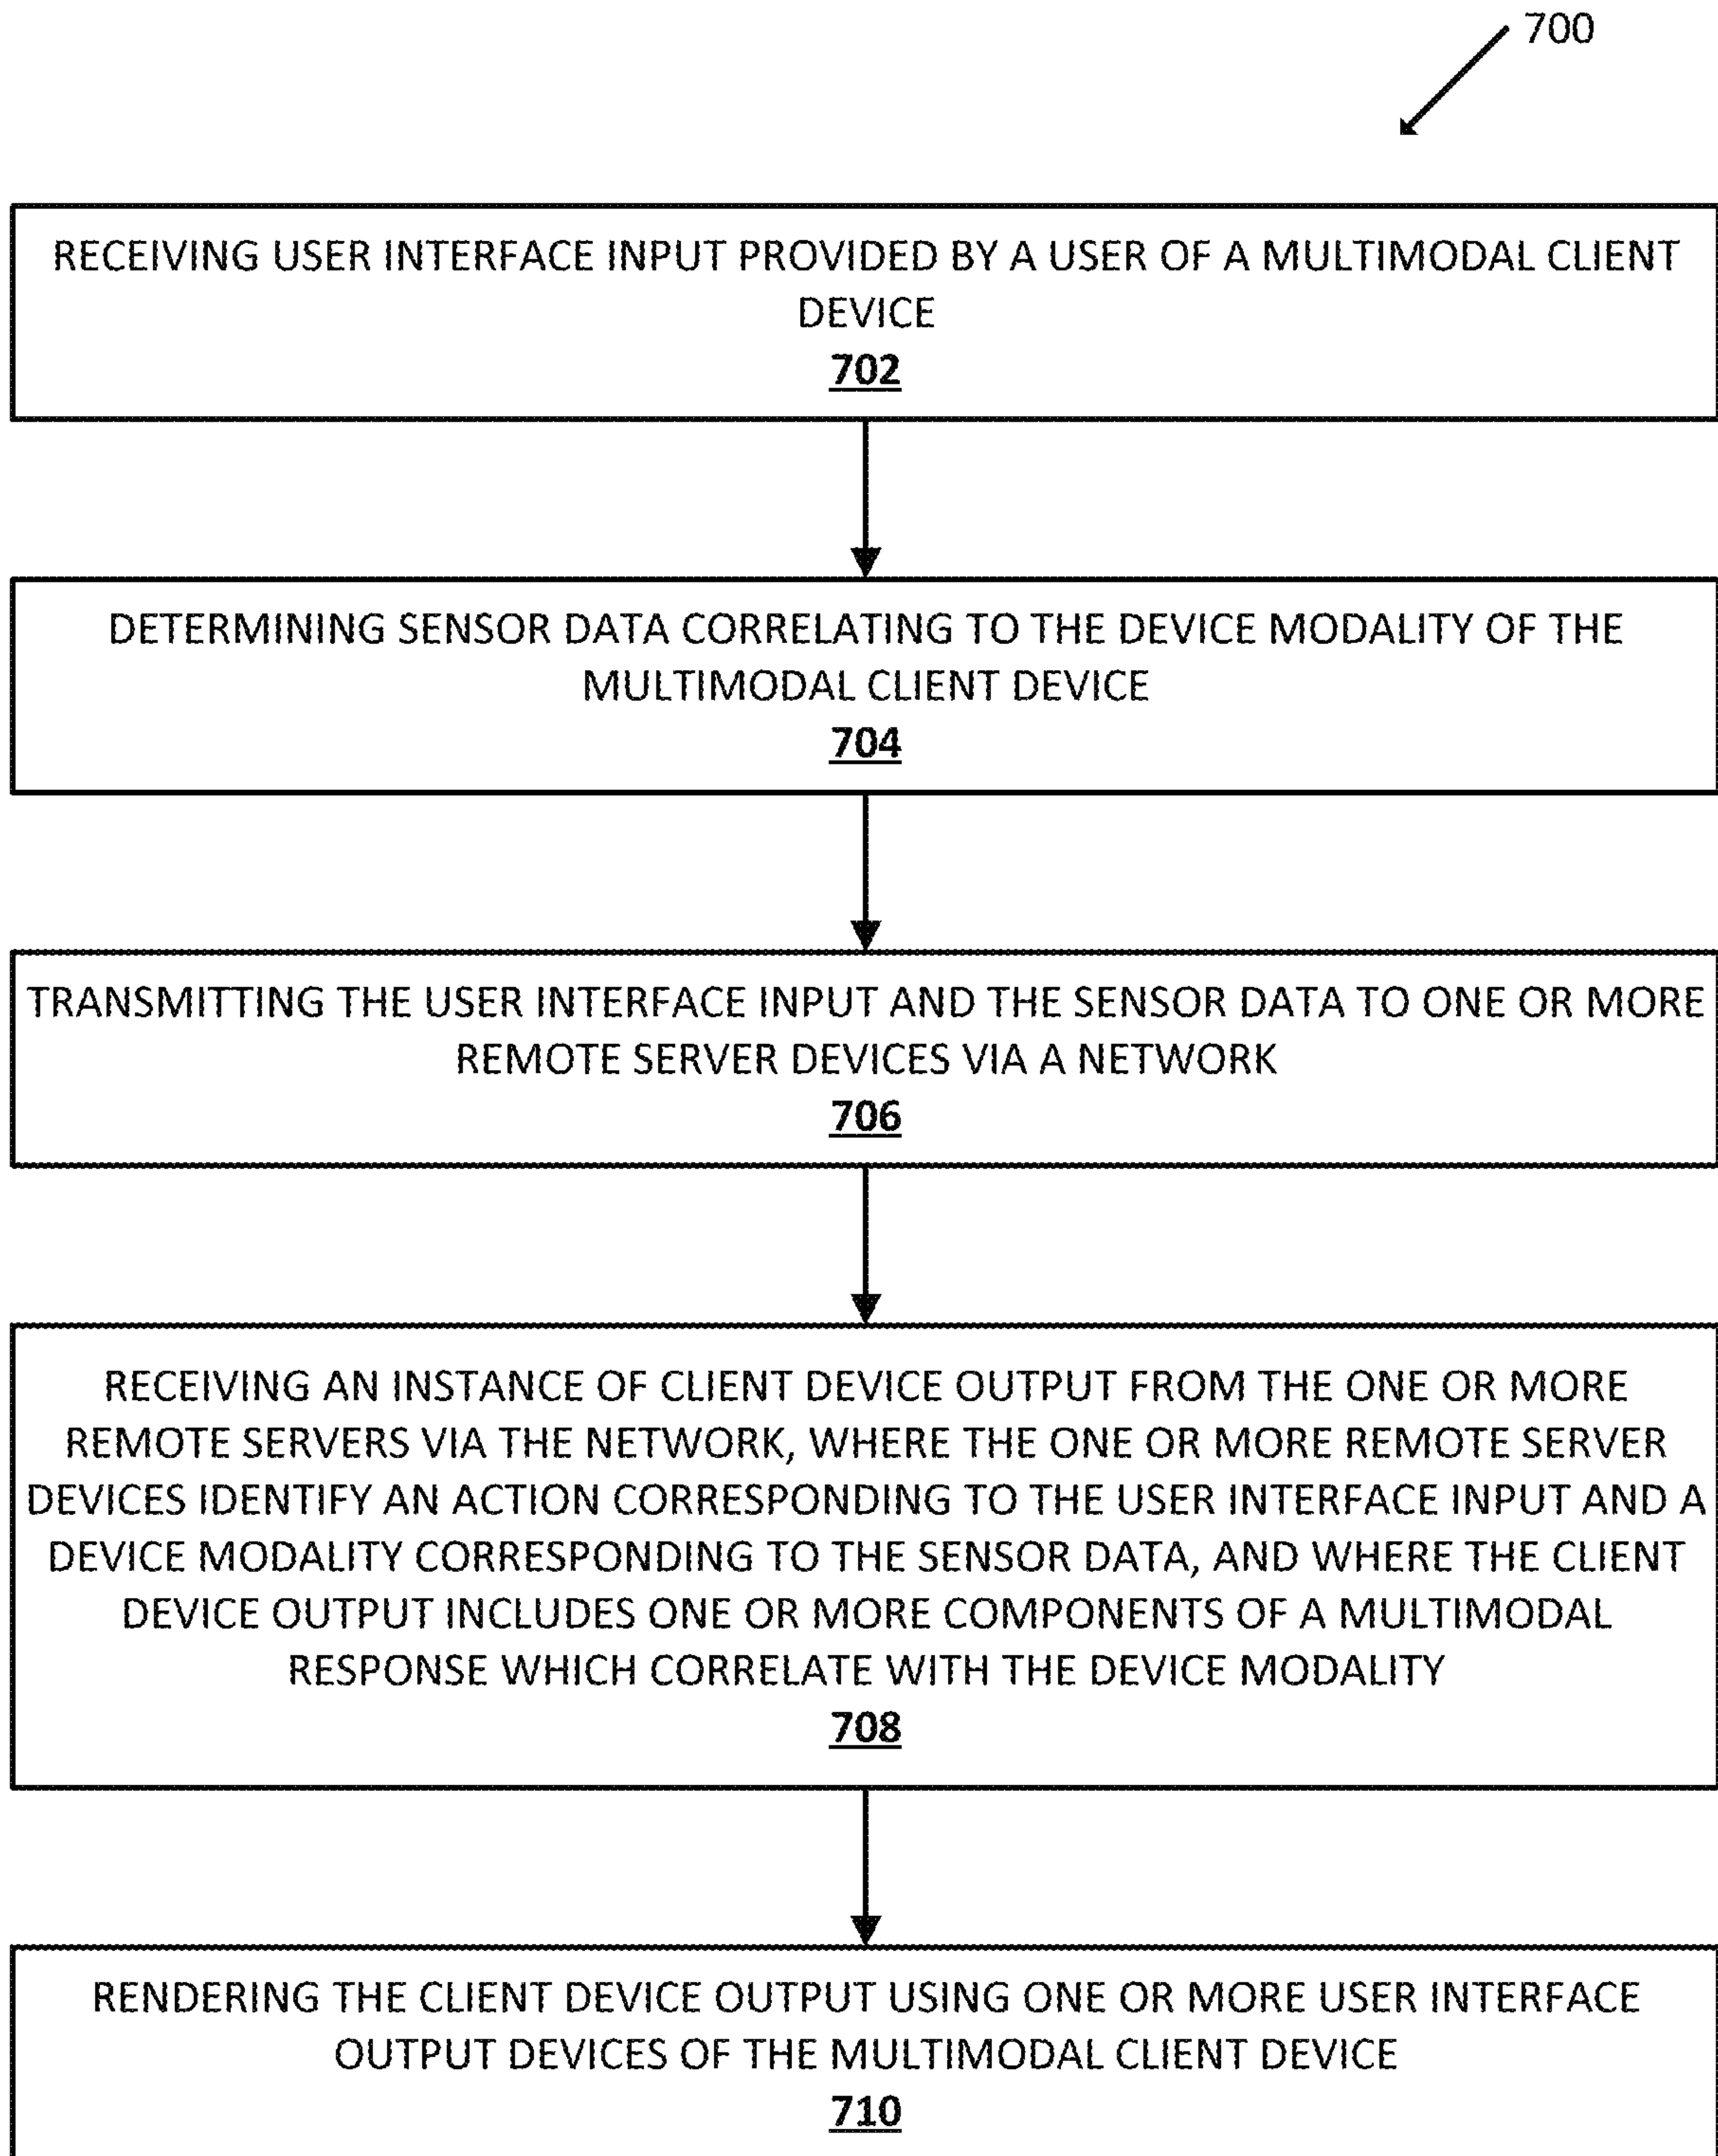 700
RECEIVING USER INTERFACE INPUT PROVIDED BY A USER OF A MULTIMODAL CLIENT
DEVICE
702
DETERMINING SENSOR DATA CORRELATING TO THE DEVICE MODALITY OF THE
MULTIMODAL CLIENT DEVICE
704
TRANSMITTING THE USER INTERFACE INPUT AND THE SENSOR DATA TO ONE OR MORE
REMOTE SERVER DEVICES VIA A NETWORK
706
RECEIVING AN INSTANCE OF CLIENT DEVICE OUTPUT FROM THE ONE OR MORE
REMOTE SERVERS VIA THE NETWORK, WHERE THE ONE OR MORE REMOTE SERVER
DEVICES IDENTIFY AN ACTION CORRESPONDING TO THE USER INTERFACE INPUT AND A
DEVICE MODALITY CORRESPONDING TO THE SENSOR DATA, AND WHERE THE CLIENT
DEVICE OUTPUT INCLUDES ONE OR MORE COMPONENTS OF A MULTIMODAL
RESPONSE WHICH CORRELATE WITH THE DEVICE MODALITY
708
RENDERING THE CLIENT DEVICE OUTPUT USING ONE OR MORE USER INTERFACE
OUTPUT DEVICES OF THE MULTIMODAL CLIENT DEVICE
710